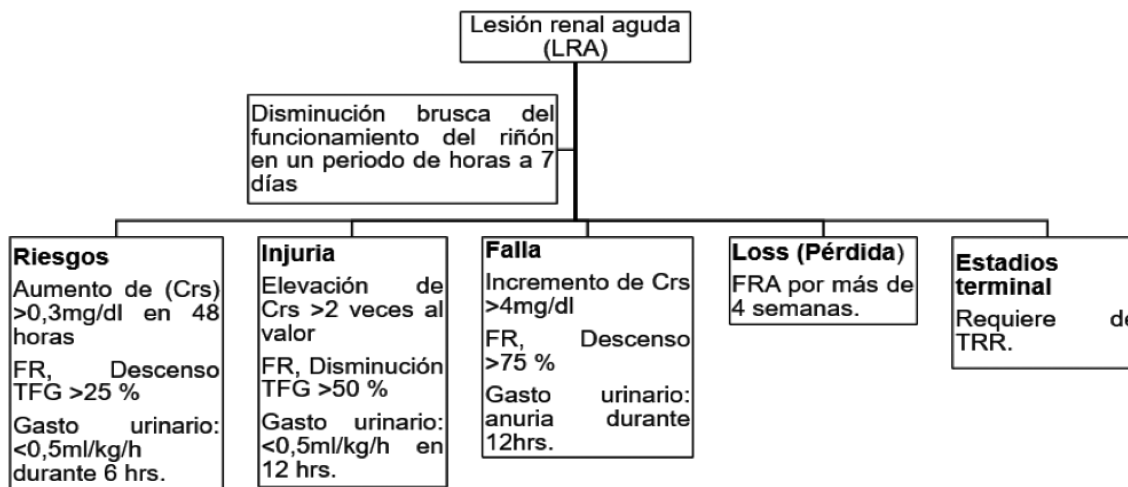 Lesión renal aguda
(LRA)
Disminución brusca del
funcionamiento del riñón
en un periodo de horas a 7
días
Riesgos
Aumento de (Crs)
>0,3mg/dl en 48
horas
FR, Descenso
TFG >25 %
Gasto urinario:
<0,5ml/kg/h
durante 6 hrs.
Injuria
Elevación de
Crs >2 veces al
valor
FR, Disminución
TFG >50 %
Gasto urinario:
<0,5ml/kg/h en
12 hrs.
Falla
Incremento de Crs
>4mg/dl
FR, Descenso
>75 %
Gasto urinario:
anuria durante
12hrs.
Loss (Pérdida)
FRA por más de
4 semanas.
Estadios
terminal
Requiere de
TRR.